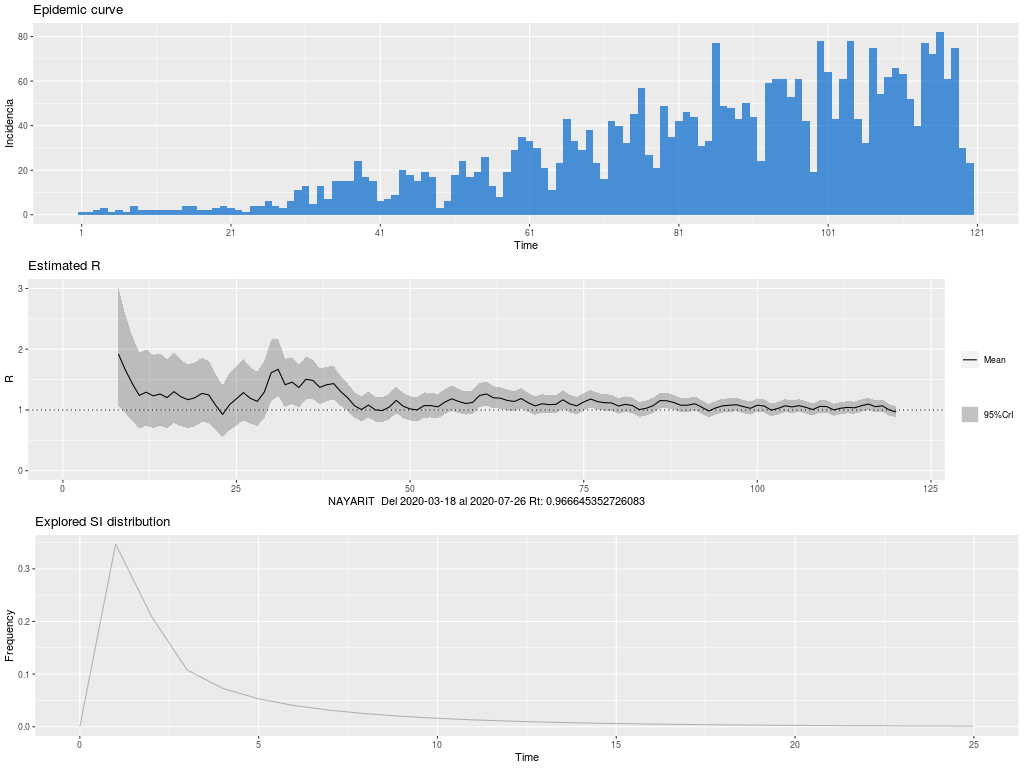 Epidemic curve
80
60
40
20
0
Incidencia
1 21 41 61 81 101 121
Time
Estimated R
3
2
1
0
R
0 25 50 75 100 125
NAYARIT Del 2020-03-18 al 2020-07-26 Rt: 0.966645352726083
Mean
95%CrI
Explored SI distribution
0.3
0.2
0.1
0.0
Frequency
0 5 10 15 20 25
Time